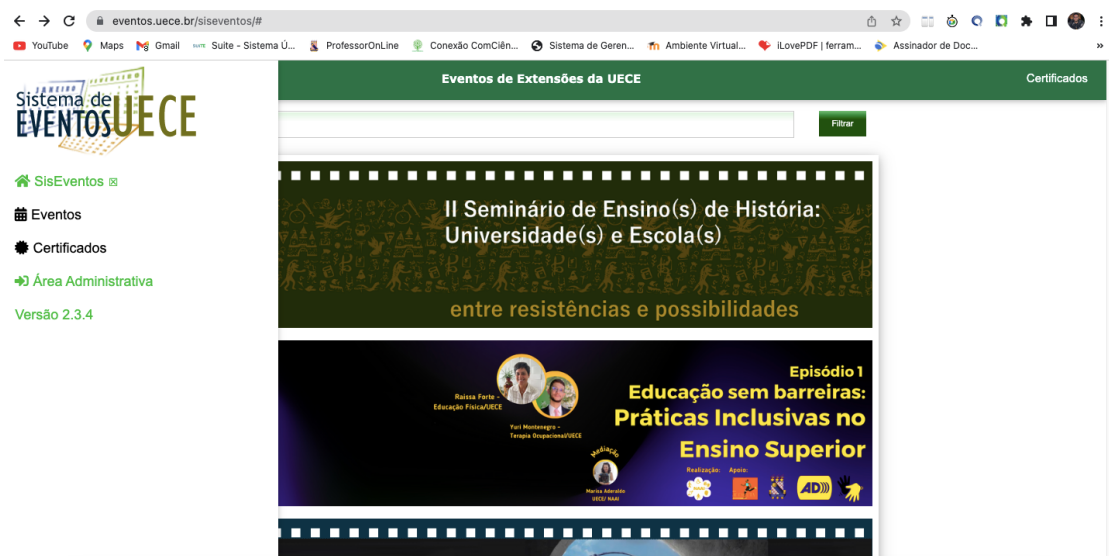 eventos.uece.br/siseventos/#
YouTube Maps Gmail Suite - Sistema Ú... ProfessorOnLine Conexão ComCiên... Sistema de Geren... Ambiente Virtual... iLovePDF | ferram... Assinador de Doc... »
Sistema de
EVENTOS UECE
JANEIRO
SisEventos
Eventos
Certificados
Área Administrativa
Versão 2.3.4
Eventos de Extensões da UECE
Certificados
Filtrar
II Seminário de Ensino(s) de História:
Universidade(s) e Escola(s)
entre resistências e possibilidades
Raissa Forte -
Educação Física/UECE
Yuri Montenegro -
Terapia Ocupacional/UECE
Mediação
Marisa Aderaldo
UECE/ NAAI
Episódio 1
Educação sem barreiras:
Práticas Inclusivas no
Ensino Superior
Realização: Apoio:
AD)))